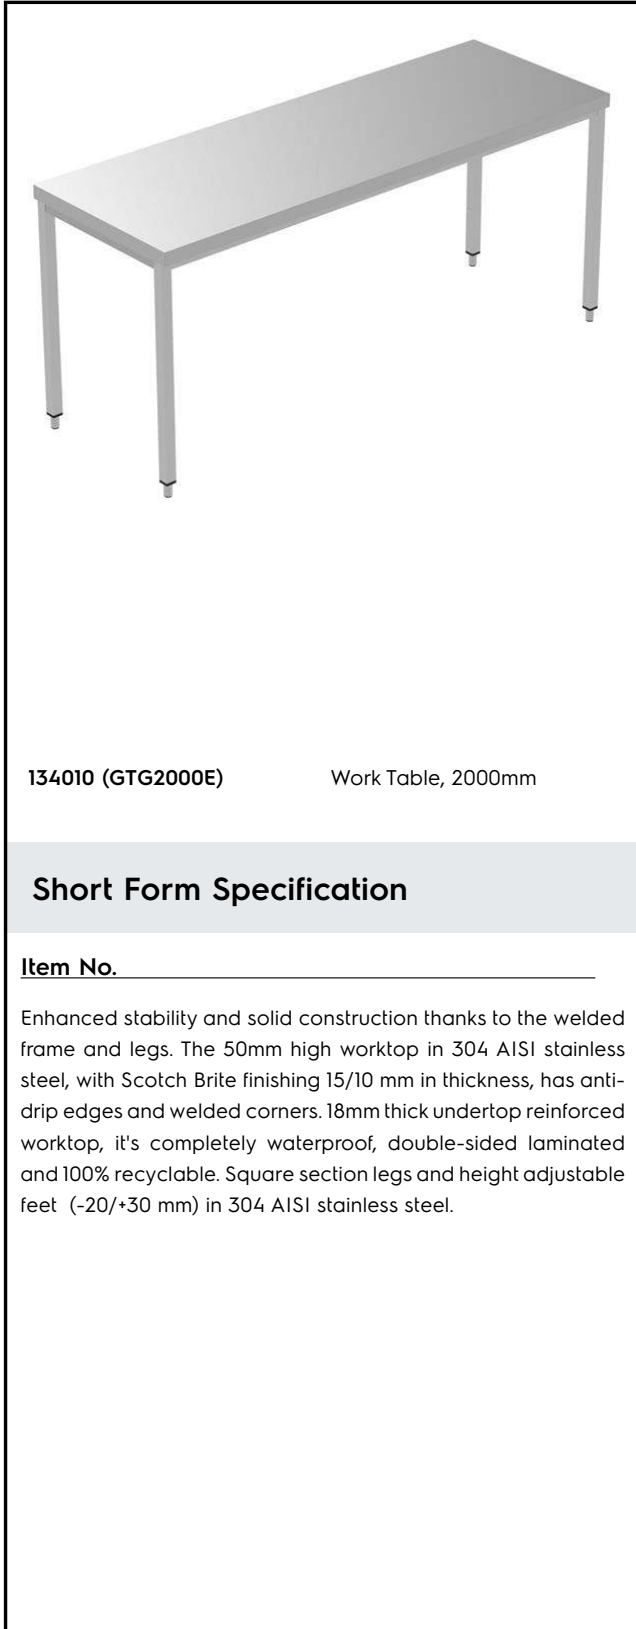 134010 (GTG2000E) Work Table, 2000mm
Short Form Specification
Item No.
Enhanced stability and solid construction thanks to the welded
frame and legs. The 50mm high worktop in 304 AISI stainless
steel, with Scotch Brite finishing 15/10 mm in thickness, has anti-
drip edges and welded corners. 18mm thick undertop reinforced
worktop, it's completely waterproof, double-sided laminated
and 100% recyclable. Square section legs and height adjustable
feet (-20/+30 mm) in 304 AISI stainless steel.